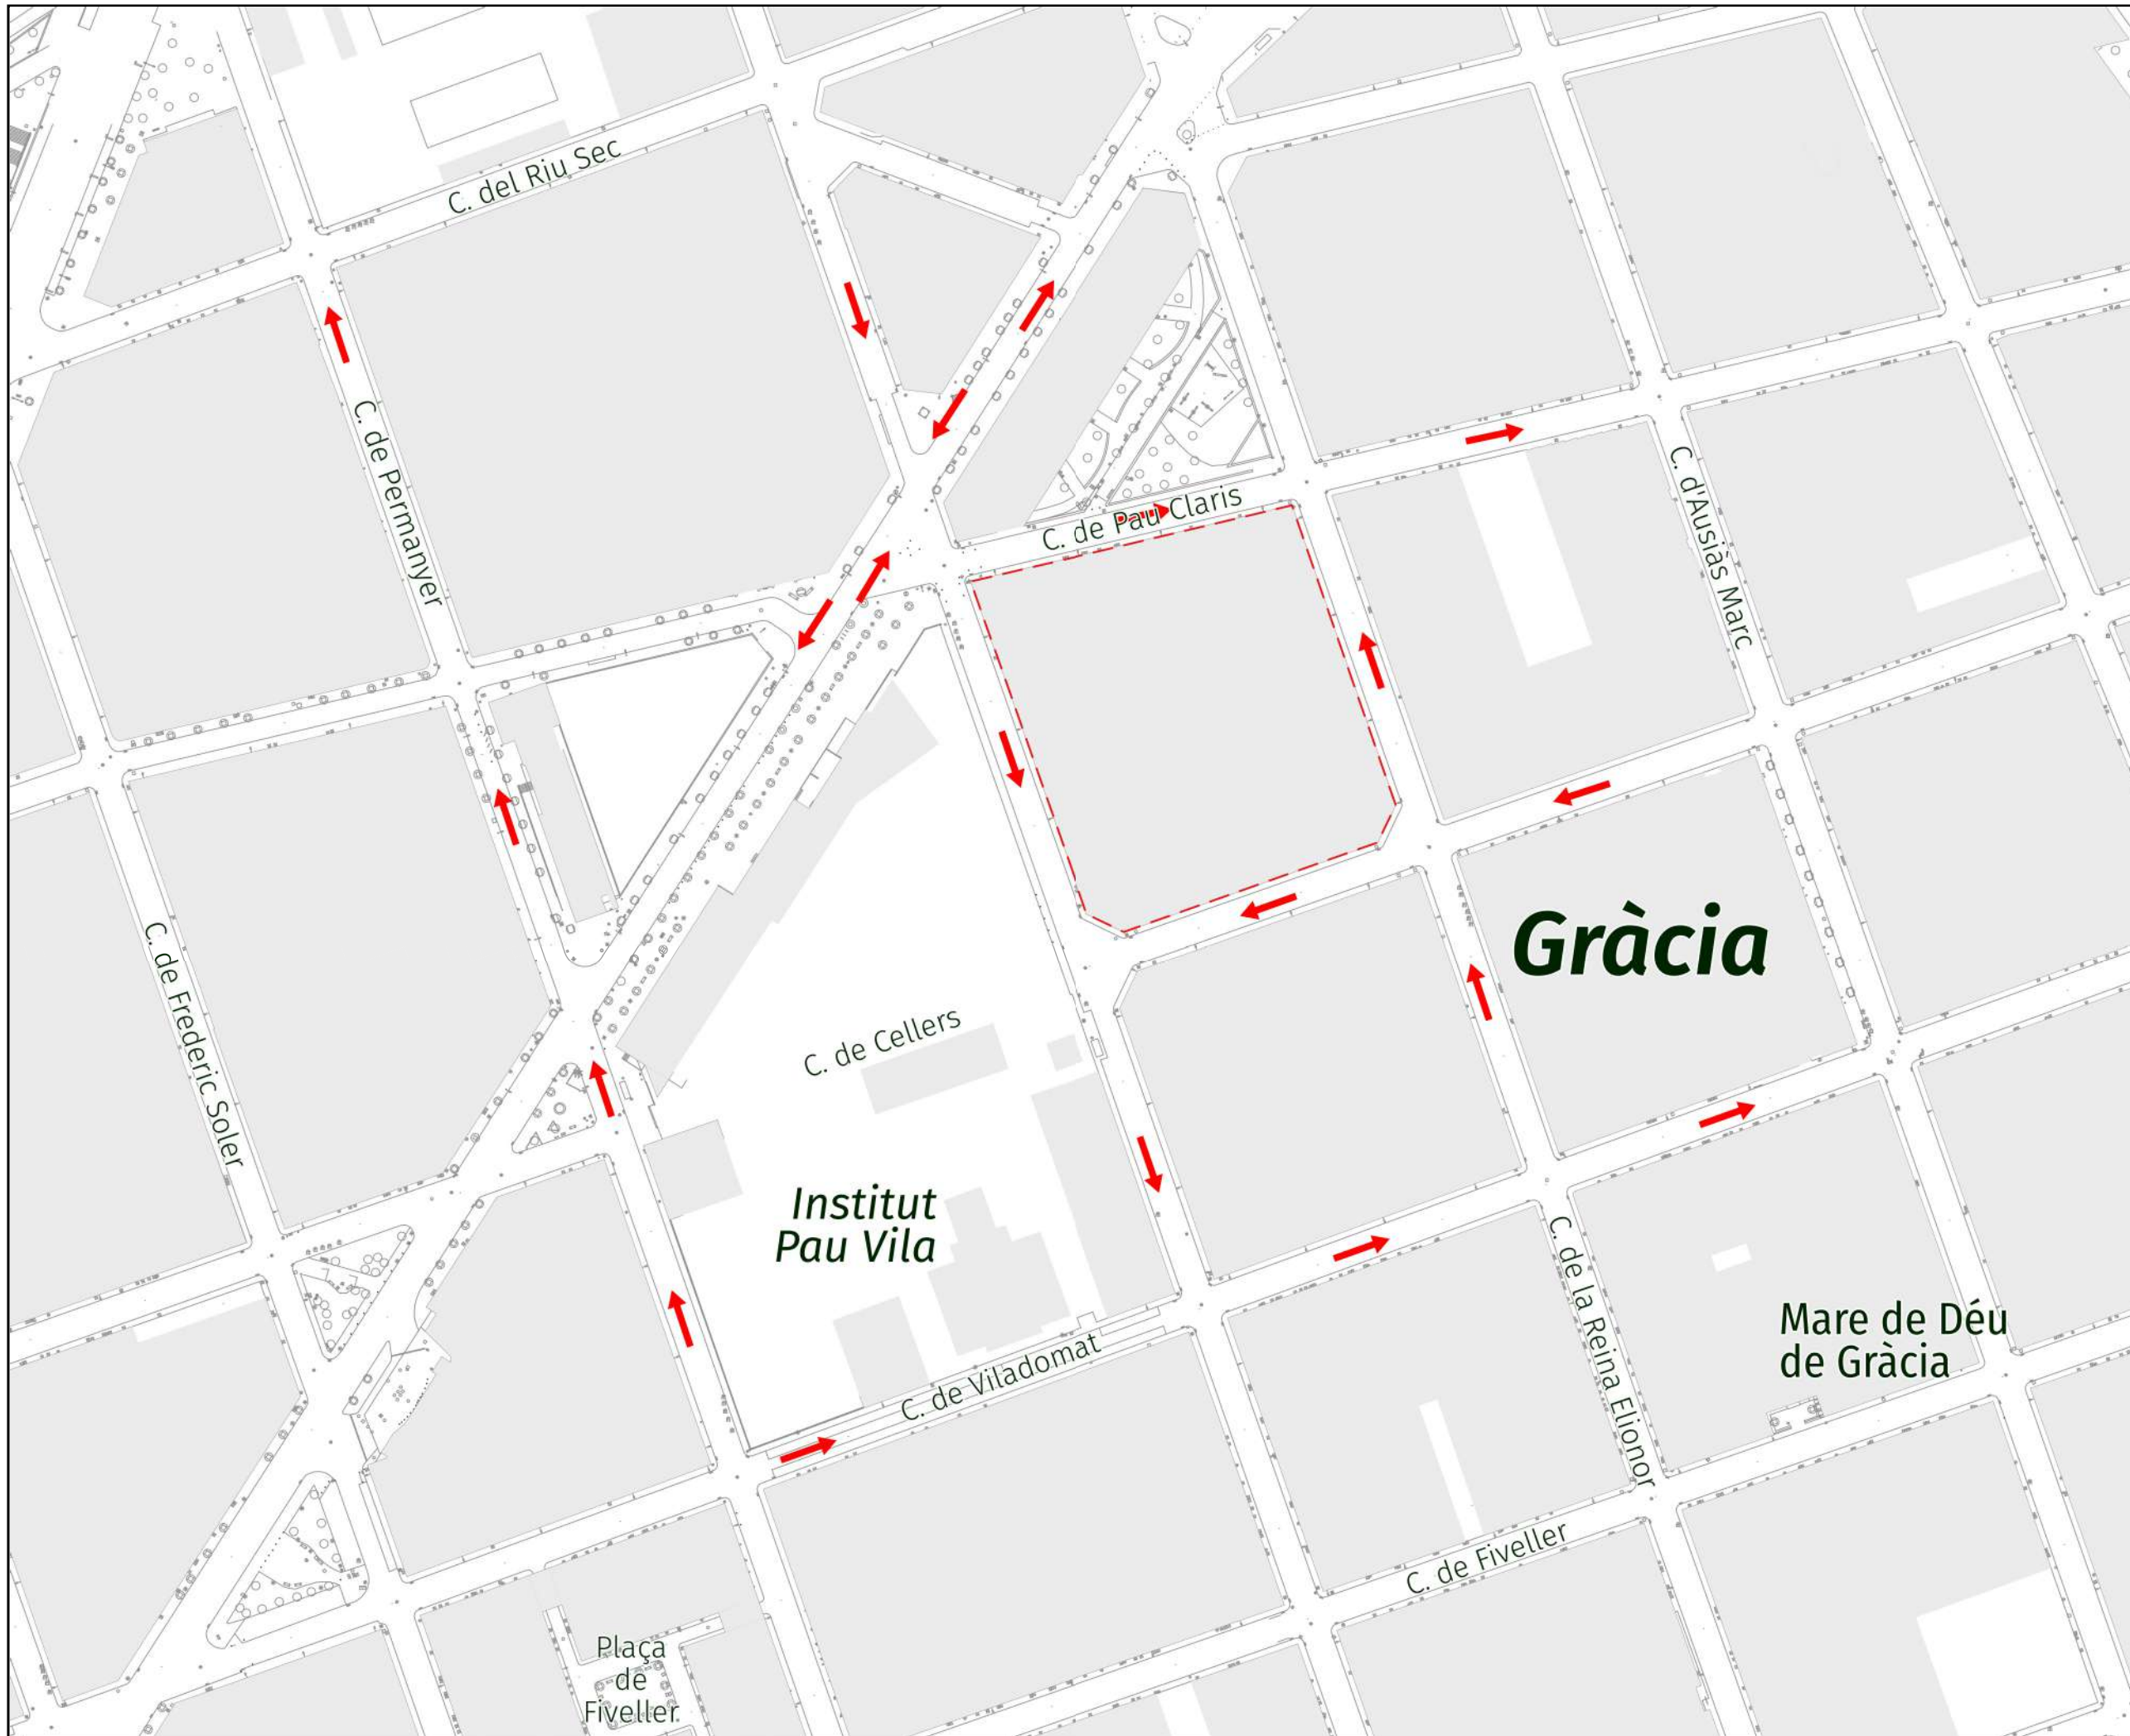 C. del Riu Sec
C. de Permanyer
C. de Pau Claris
C. d'Ausiàs Marc
C. de Frederic Soler
Gràcia
C. de Cellers
Institut
Pau Vila
C. de la Reina Elionor
Mare de Déu
de Gràcia
C. de Viladomat
C. de Fiveller
Plaça
de
Fiveller